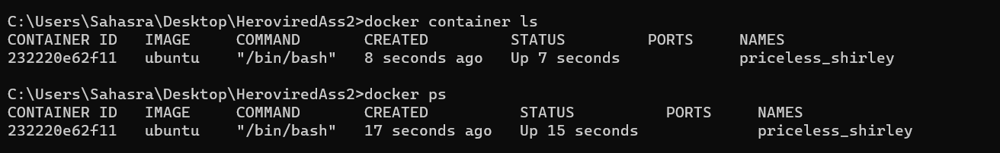 C:\Users\Sahasra\Desktop\HeroviredAss2>docker container ls
CONTAINER ID   IMAGE     COMMAND       CREATED         STATUS         PORTS     NAMES
232220e62f11   ubuntu    "/bin/bash"   8 seconds ago   Up 7 seconds             priceless_shirley
C:\Users\Sahasra\Desktop\HeroviredAss2>docker ps
CONTAINER ID   IMAGE     COMMAND       CREATED          STATUS          PORTS     NAMES
232220e62f11   ubuntu    "/bin/bash"   17 seconds ago   Up 15 seconds             priceless_shirley